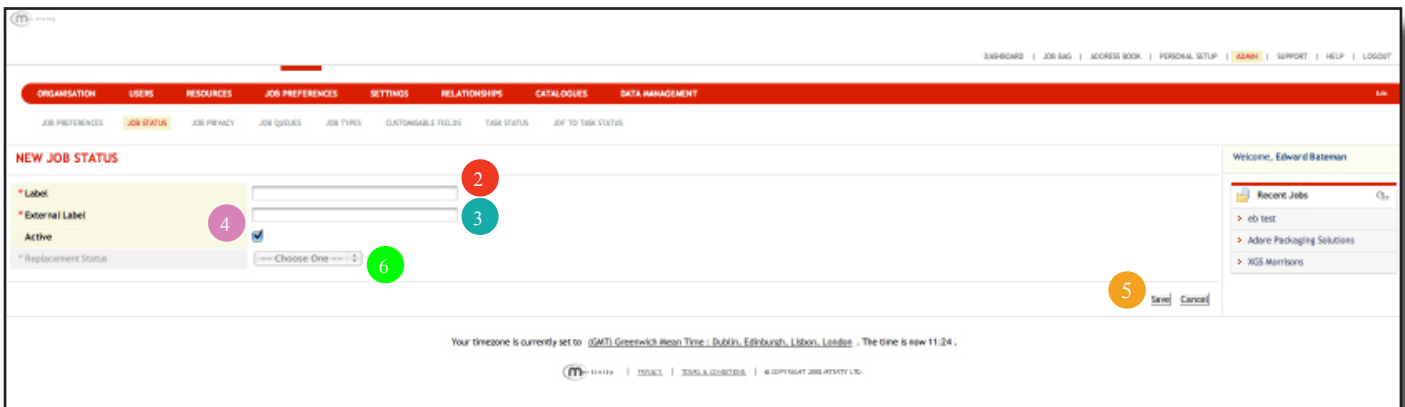 DASHBOARD | JOB BAG | ADDRESS BOOK | PERSONAL SETUP | ADMIN | SUPPORT | HELP | LOGOUT
ORGANISATION USERS RESOURCES JOB PREFERENCES SETTINGS RELATIONSHIPS CATALOGUES DATA MANAGEMENT
JOB PREFERENCES JOB STATUS JOB PRIVACY JOB QUEUES JOB TYPES CUSTOMISABLE FIELDS TASK STATUS JDF TO TASK STATUS
NEW JOB STATUS
Welcome, Edward Bateman
* Label
2
* External Label
3
4
Active
* Replacement Status
-- Choose One --
6
Recent Jobs
eb test
Adare Packaging Solutions
XGS Morrisons
5
Save Cancel
Your timezone is currently set to (GMT) Greenwich Mean Time : Dublin, Edinburgh, Lisbon, London . The time is now 11:24 .
PRIVACY | TERMS & CONDITIONS |